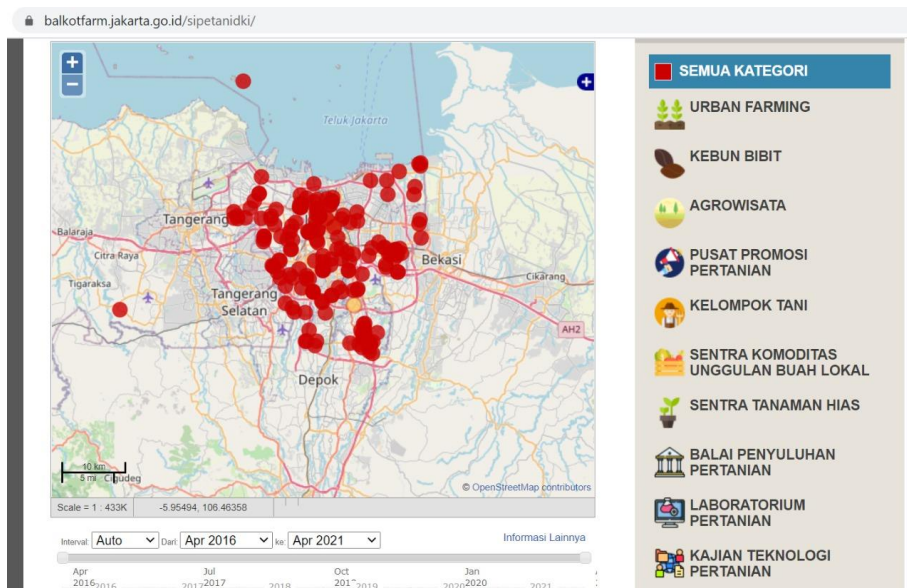 balkotfarm.jakarta.go.id/sipetanidki/
+
−
+
Teluk Jakarta
Tangerang
Balaraja
Citra Raya
Bekasi
Tigaraksa
Cikarang
Tangerang
Selatan
AH2
Depok
10 km
5 mi
Cigudeg
© OpenStreetMap contributors
Scale = 1 : 433K
-5.95494, 106.46358
Interval: Auto Dari: Apr 2016 ke: Apr 2021
Informasi Lainnya
Apr
2016
Jul
2017
Oct
Jan
2020
2016
2017
2018
2019
2020
2021
SEMUA KATEGORI
URBAN FARMING
KEBUN BIBIT
AGROWISATA
PUSAT PROMOSI
PERTANIAN
KELOMPOK TANI
SENTRA KOMODITAS
UNGGULAN BUAH LOKAL
SENTRA TANAMAN HIAS
BALAI PENYULUHAN
PERTANIAN
LABORATORIUM
PERTANIAN
KAJIAN TEKNOLOGI
PERTANIAN